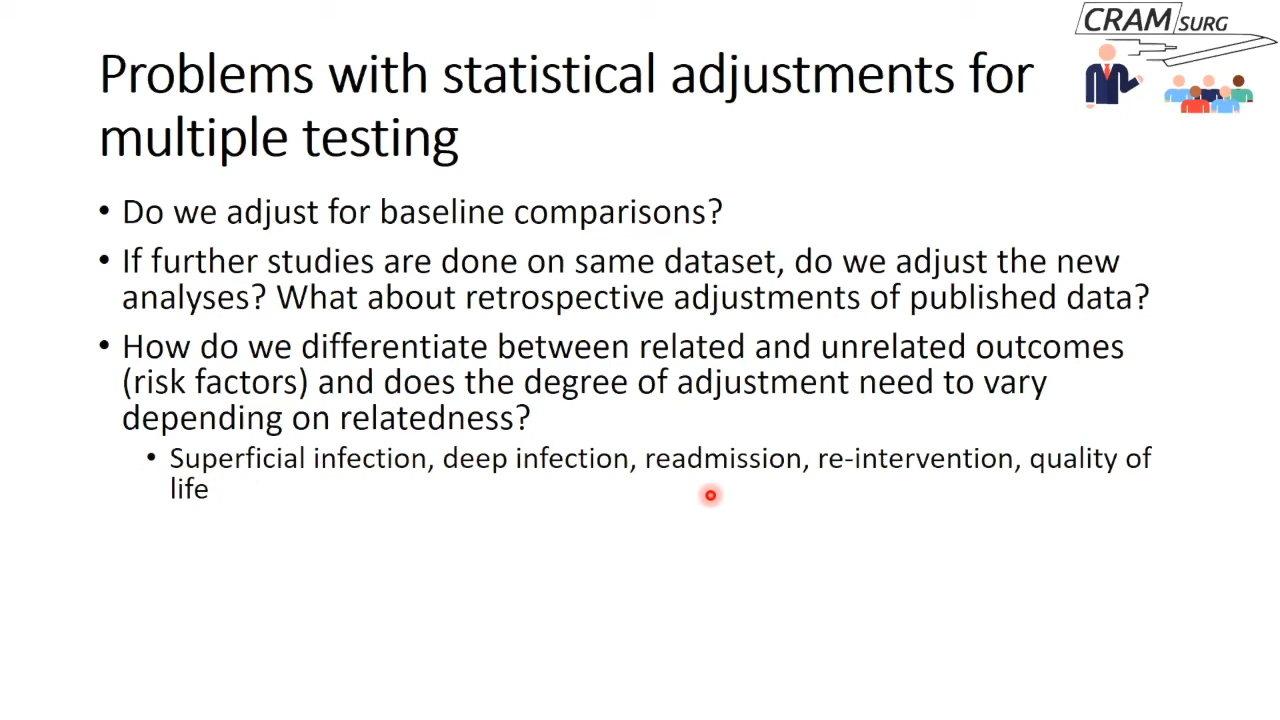 CRAM SURG
Problems with statistical adjustments for
multiple testing
• Do we adjust for baseline comparisons?
• If further studies are done on same dataset, do we adjust the new
analyses? What about retrospective adjustments of published data?
• How do we differentiate between related and unrelated outcomes
(risk factors) and does the degree of adjustment need to vary
depending on relatedness?
• Superficial infection, deep infection, readmission, re-intervention, quality of
life